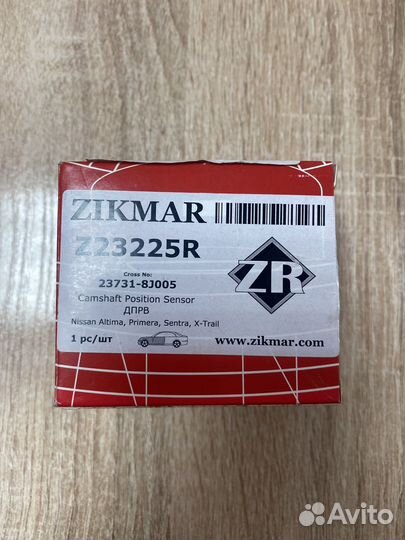 ZIKMAR
Z23225R
Cross No:
23731-8J005
Camshaft Position Sensor
ДПРВ
Nissan Altima, Primera, Sentra, X-Trail
1 pc/шт
ZR
www.zikmar.com
Avito